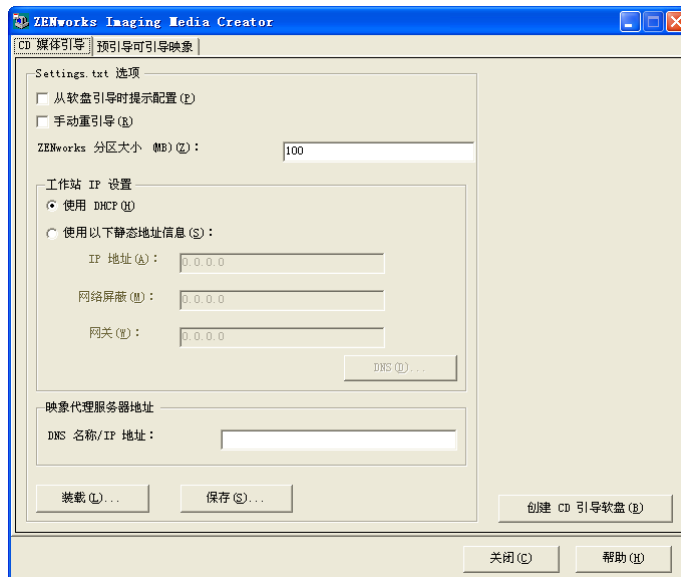 ZENworks Imaging Media Creator
CD 媒体引导 预引导可引导映象
Settings.txt 选项
从软盘引导时提示配置(P)
手动重引导(R)
ZENworks 分区大小 (MB)(Z): 100
工作站 IP 设置
使用 DHCP(H)
使用以下静态地址信息(S):
IP 地址(A): 0.0.0.0
网络屏蔽(M): 0.0.0.0
网关(W): 0.0.0.0
DNS(D)...
映象代理服务器地址
DNS 名称/IP 地址:
装载(L)... 保存(S)...
创建 CD 引导软盘(B)
关闭(C) 帮助(H)